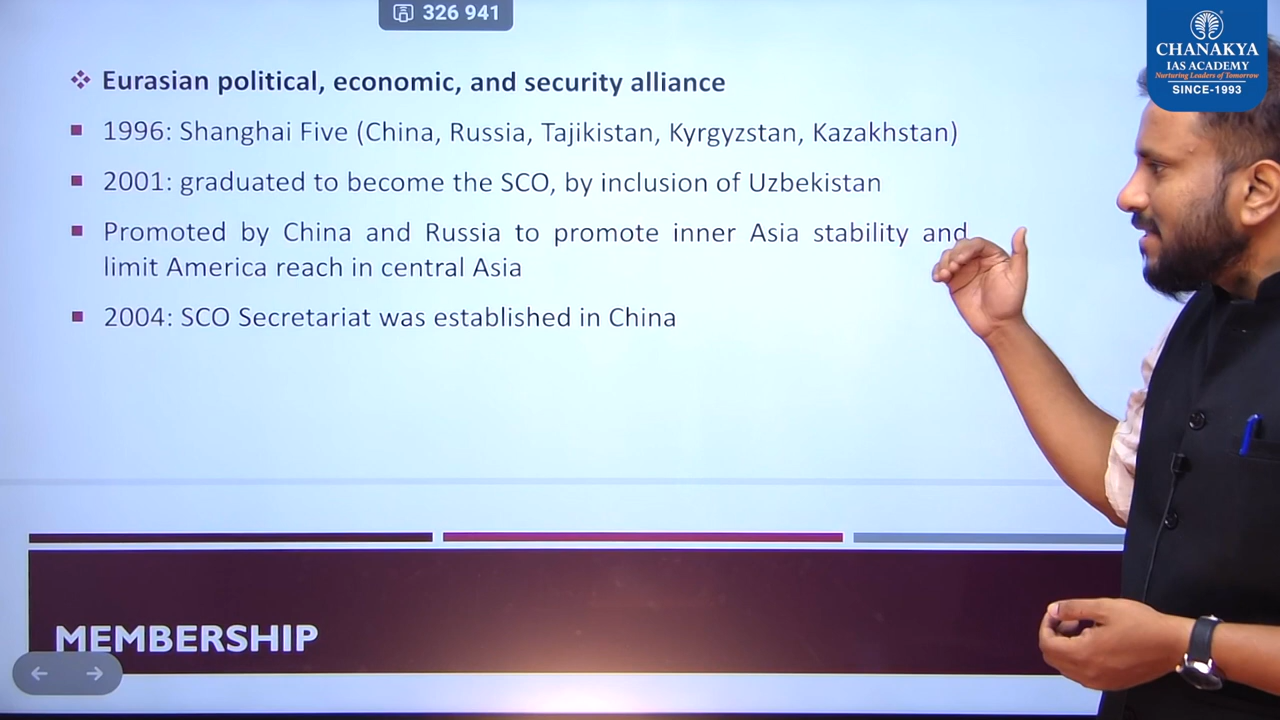 326 941
CHANAKYA
IAS ACADEMY
Nurturing Leaders of Tomorrow
SINCE-1993
Eurasian political, economic, and security alliance
1996: Shanghai Five (China, Russia, Tajikistan, Kyrgyzstan, Kazakhstan)
2001: graduated to become the SCO, by inclusion of Uzbekistan
Promoted by China and Russia to promote inner Asia stability and
limit America reach in central Asia
2004: SCO Secretariat was established in China
MEMBERSHIP